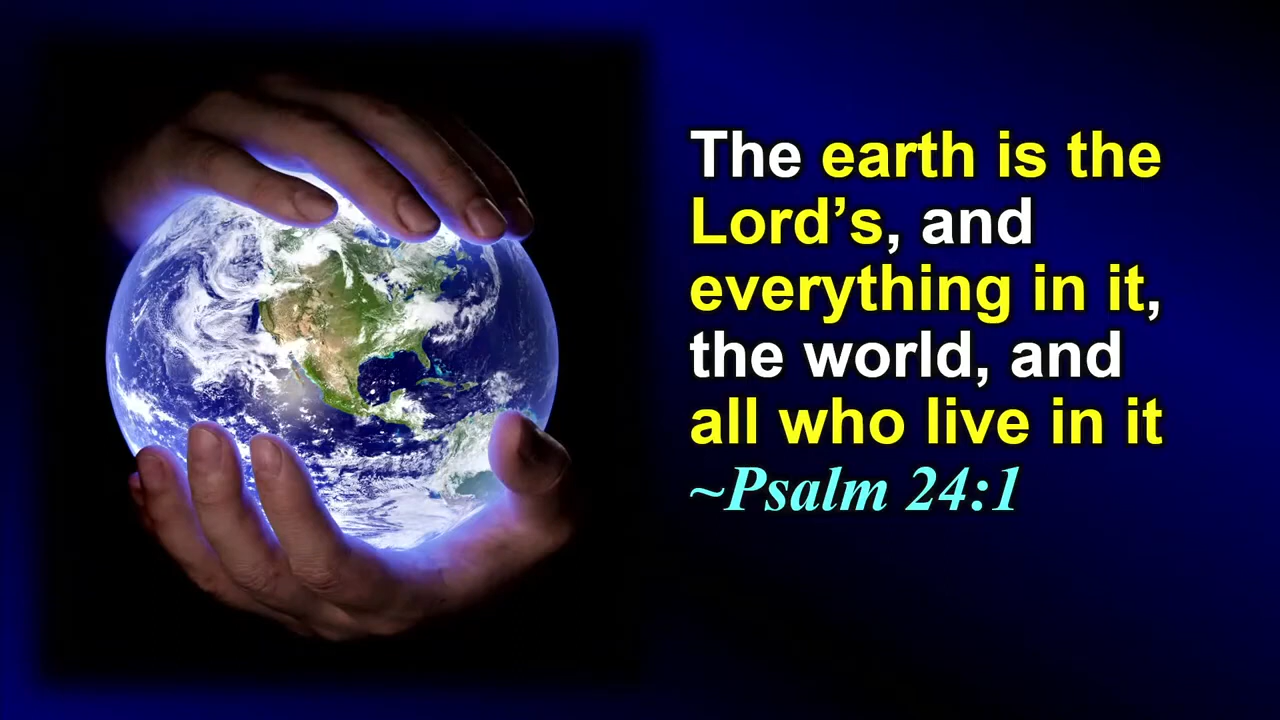 The earth is the
Lord’s, and
everything in it,
the world, and
all who live in it
~Psalm 24:1